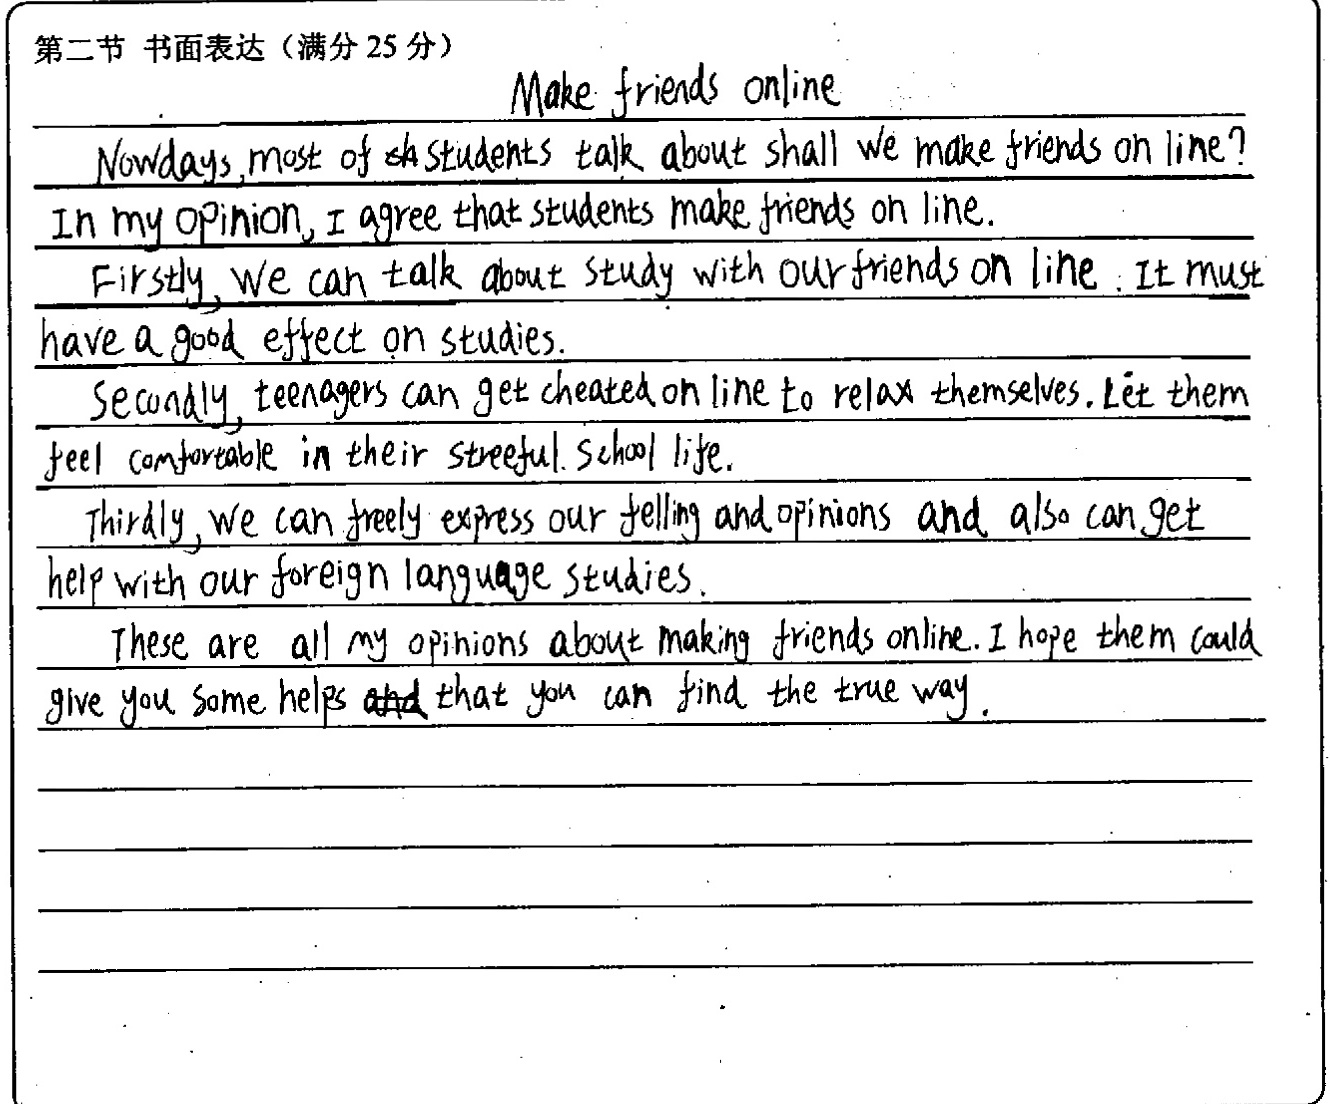 第二节 书面表达（满分 25 分）
Make friends online
Nowdays, most of students talk about shall we make friends on line?
In my opinion, I agree that students make friends on line.
Firstly, we can talk about study with our friends on line. It must
have a good effect on studies.
Secondly, teenagers can get cheated on line to relax themselves. Let them
feel comfortable in their streeful school life.
Thirdly, we can freely express our felling and opinions and also can get
help with our foreign language studies.
These are all my opinions about making friends online. I hope them could
give you some helps that you can find the true way.